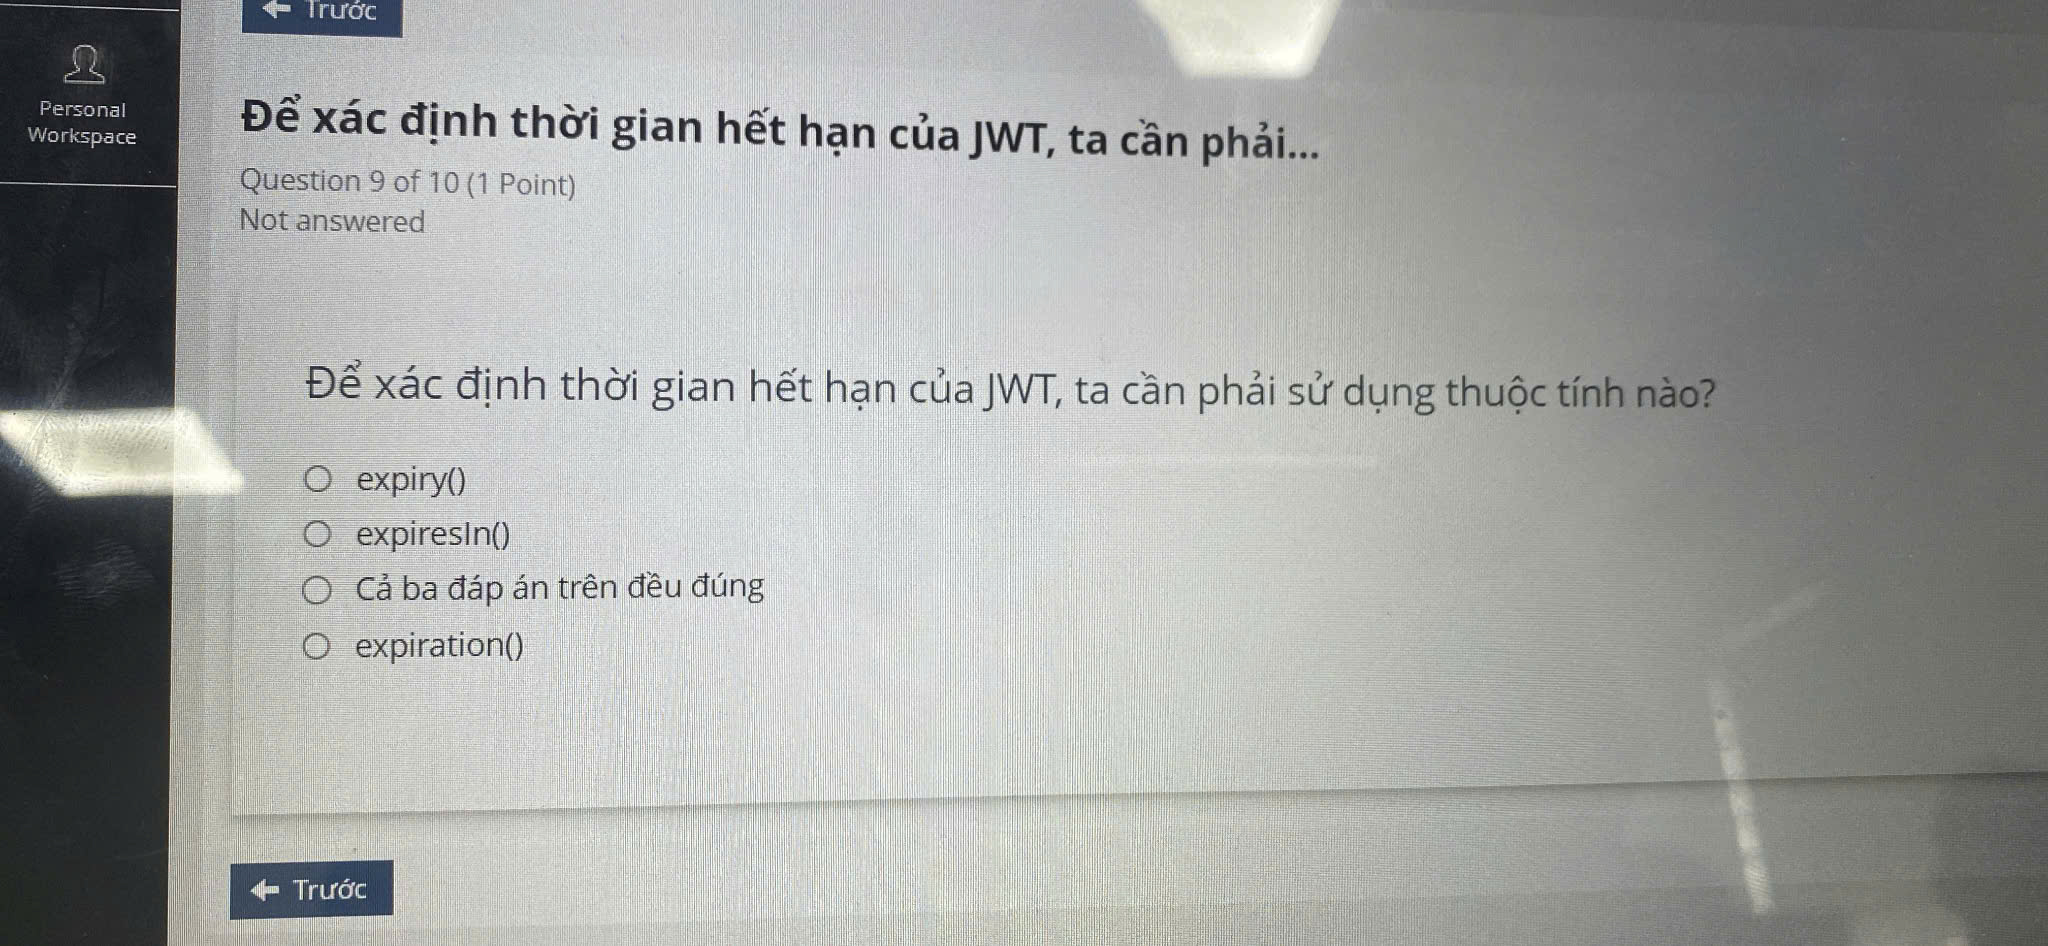 Trước
Personal
Workspace
Để xác định thời gian hết hạn của JWT, ta cần phải...
Question 9 of 10 (1 Point)
Not answered
Để xác định thời gian hết hạn của JWT, ta cần phải sử dụng thuộc tính nào?
expiry()
expiresIn()
Cả ba đáp án trên đều đúng
expiration()
Trước